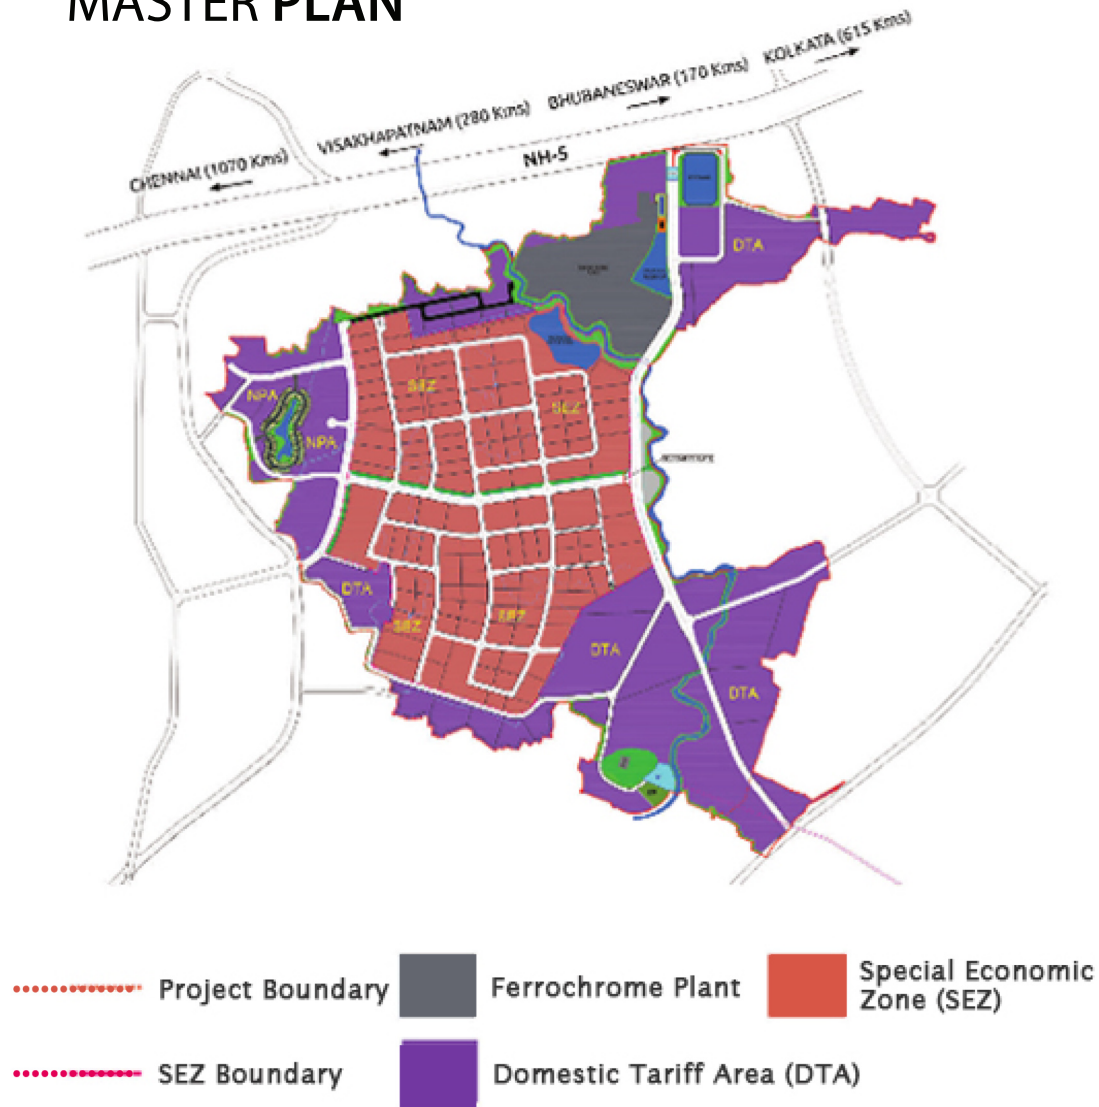 MASTER PLAN
KOLKATA (615 Kms)
BHUBANESWAR (170 Kms)
VISAKHAPATNAM (280 Kms)
CHENNAI (1070 Kms)
NH-5
DTA
SEZ
SEZ
NPA
NPA
DTA
SEZ
SEZ
DTA
DTA
Project Boundary
Ferrochrome Plant
Special Economic
Zone (SEZ)
SEZ Boundary
Domestic Tariff Area (DTA)